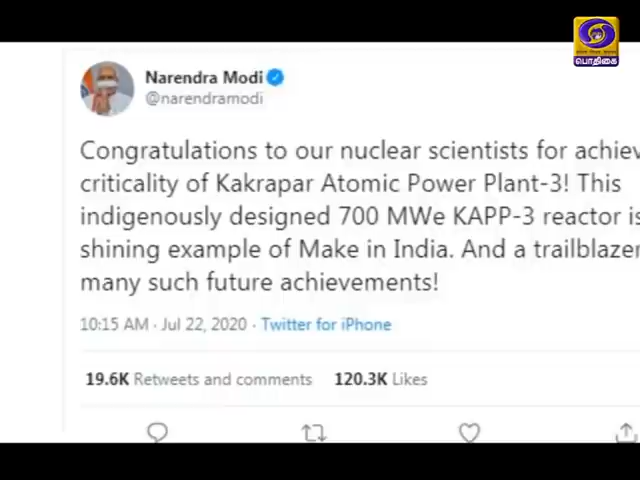 பொதிகை
Narendra Modi
@narendramodi
Congratulations to our nuclear scientists for achiev
criticality of Kakrapar Atomic Power Plant-3! This
indigenously designed 700 MWe KAPP-3 reactor is
shining example of Make in India. And a trailblazer
many such future achievements!
10:15 AM · Jul 22, 2020 · Twitter for iPhone
19.6K Retweets and comments 120.3K Likes